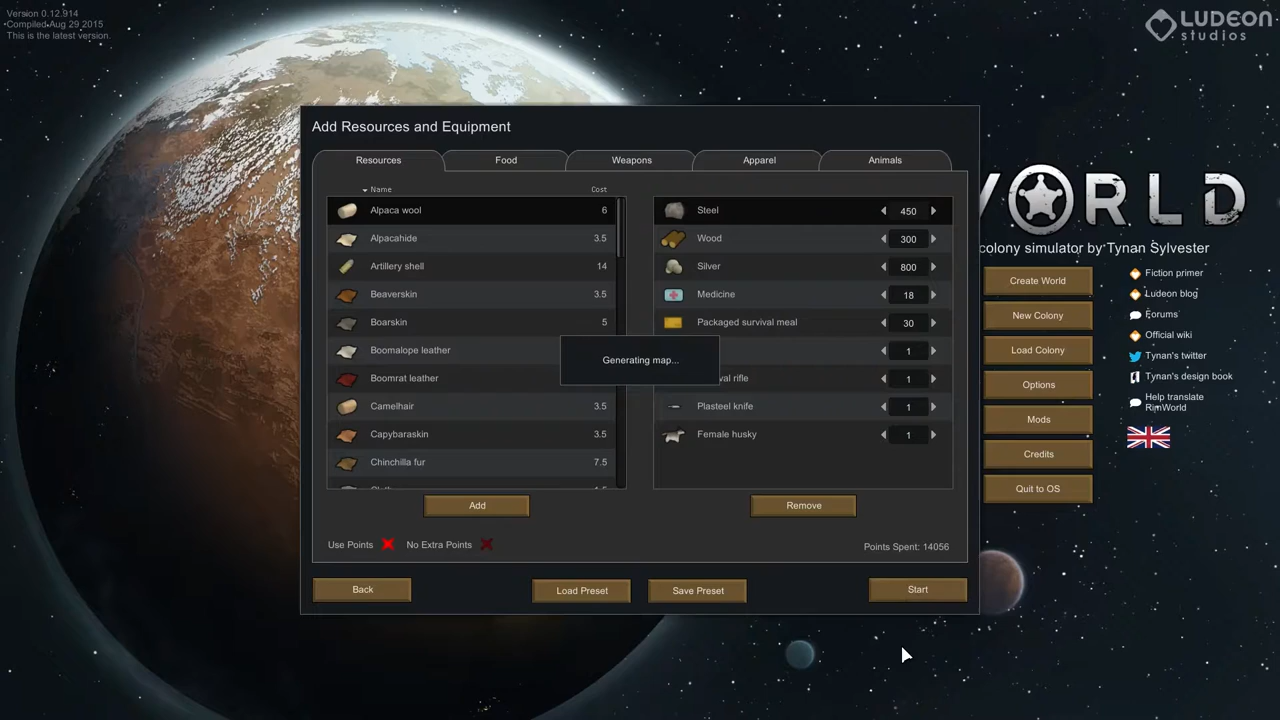 Version 0.12.914
Compiled Aug 29 2015
This is the latest version.
LUDEON
studios
Add Resources and Equipment
Resources
Food
Weapons
Apparel
Animals
Name
Cost
Alpaca wool 6
Alpacahide 3.5
Artillery shell 14
Beaverskin 3.5
Boarskin 5
Boomalope leather
Boomrat leather
Camelhair 3.5
Capybaraskin 3.5
Chinchilla fur 7.5
Steel 450
Wood 300
Silver 800
Medicine 18
Packaged survival meal 30
1
val rifle 1
Plasteel knife 1
Female husky 1
Generating map...
Add
Remove
Use Points
No Extra Points
Points Spent: 14056
Back
Load Preset
Save Preset
Start
WORLD
colony simulator by Tynan Sylvester
Create World
New Colony
Load Colony
Options
Mods
Credits
Quit to OS
Fiction primer
Ludeon blog
Forums
Official wiki
Tynan's twitter
Tynan's design book
Help translate
RimWorld